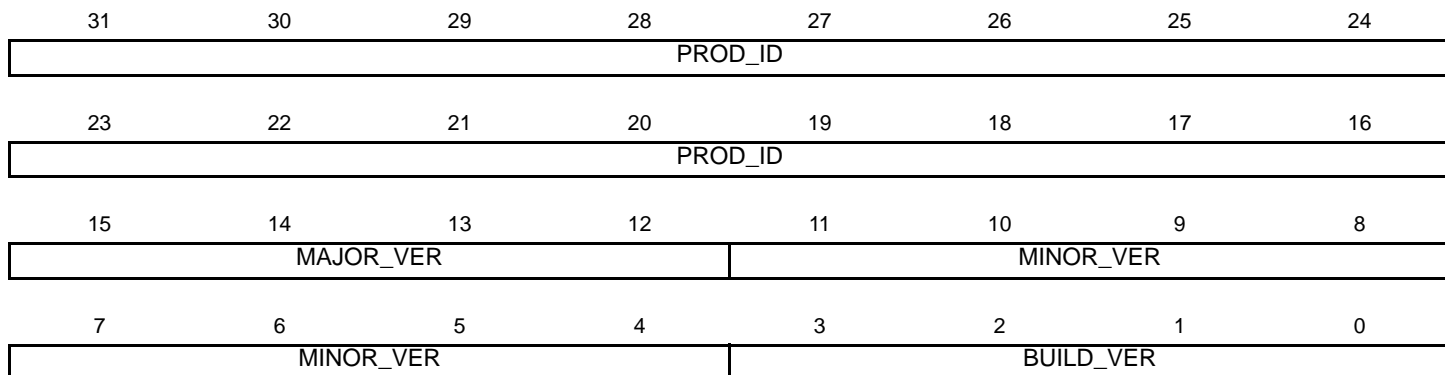 31 30 29 28 27 26 25 24
PROD_ID
23 22 21 20 19 18 17 16
PROD_ID
15 14 13 12 11 10 9 8
MAJOR_VER MINOR_VER
7 6 5 4 3 2 1 0
MINOR_VER BUILD_VER